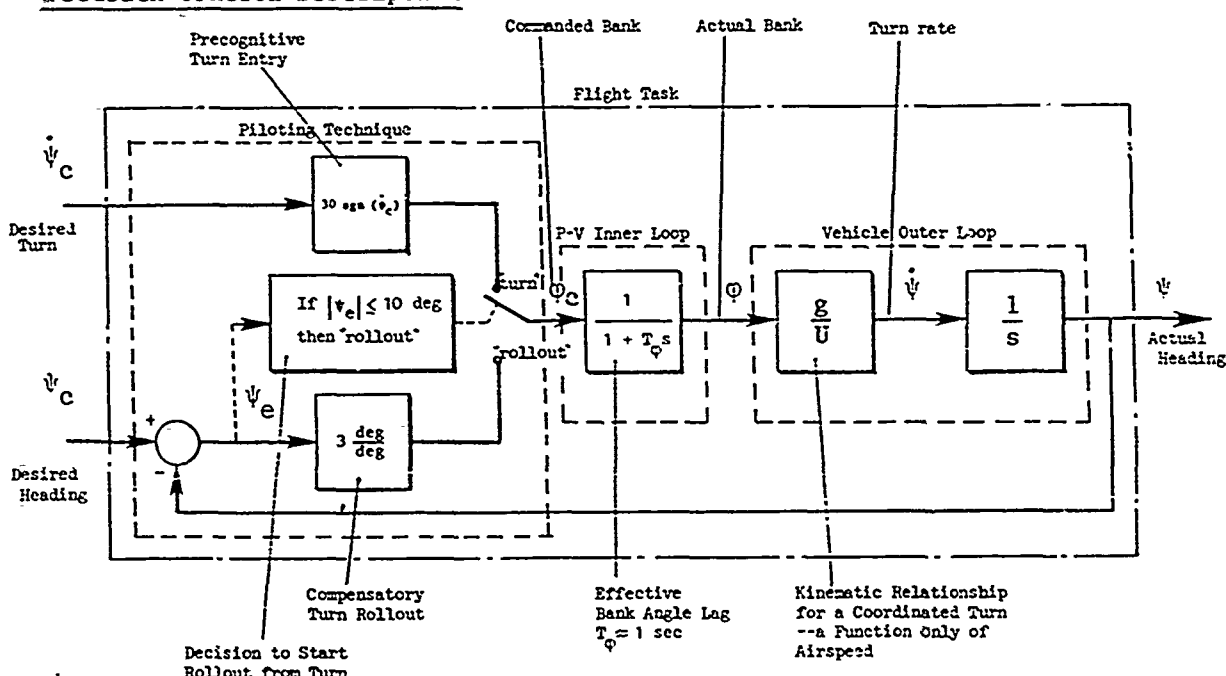 Precognitive
Turn Entry
Commanded Bank
Actual Bank
Turn rate
Flight Task
Piloting Technique
ψ̇c
30 sgn (ψ̇c)
Desired
Turn
P-V Inner Loop
Vehicle Outer Loop
"turn"
If |ψe| ≤ 10 deg
then "rollout"
φc
1
1 + Tφs
φ
g
U
ψ̇
1
s
ψ
Actual
Heading
"rollout"
ψc
ψe
+
-
3 deg
deg
Desired
Heading
Compensatory
Turn Rollout
Effective
Bank Angle Lag
Tφ ≈ 1 sec
Kinematic Relationship
for a Coordinated Turn
--a Function Only of
Airspeed
Decision to Start
Rollout from Turn